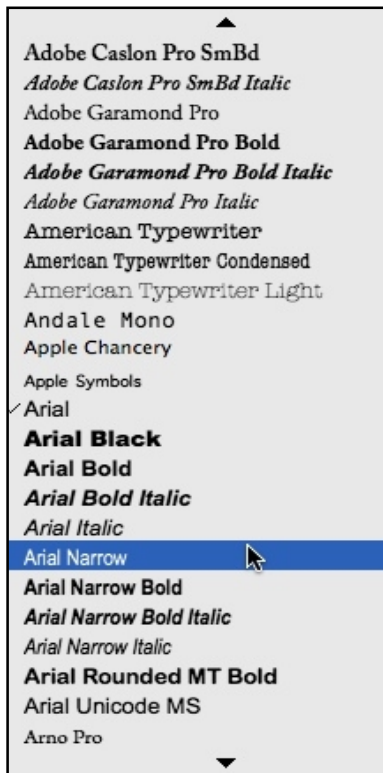 Adobe Caslon Pro SmBd
Adobe Caslon Pro SmBd Italic
Adobe Garamond Pro
Adobe Garamond Pro Bold
Adobe Garamond Pro Bold Italic
Adobe Garamond Pro Italic
American Typewriter
American Typewriter Condensed
American Typewriter Light
Andale Mono
Apple Chancery
Apple Symbols
Arial
Arial Black
Arial Bold
Arial Bold Italic
Arial Italic
Arial Narrow
Arial Narrow Bold
Arial Narrow Bold Italic
Arial Narrow Italic
Arial Rounded MT Bold
Arial Unicode MS
Arno Pro